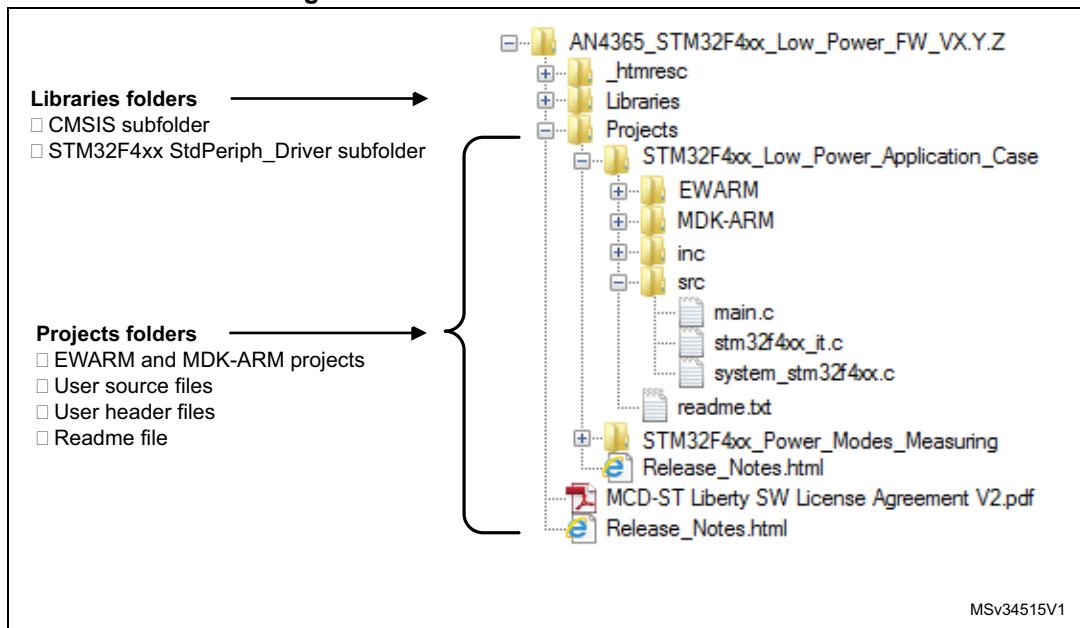 AN4365_STM32F4xx_Low_Power_FW_VX.Y.Z
_htmresc
Libraries
Projects
STM32F4xx_Low_Power_Application_Case
EWARM
MDK-ARM
inc
src
main.c
stm32f4xx_it.c
system_stm32f4xx.c
readme.txt
STM32F4xx_Power_Modes_Measuring
Release_Notes.html
MCD-ST Liberty SW License Agreement V2.pdf
Release_Notes.html
Libraries folders
□ CMSIS subfolder
□ STM32F4xx StdPeriph_Driver subfolder
Projects folders
□ EWARM and MDK-ARM projects
□ User source files
□ User header files
□ Readme file
MSv34515V1